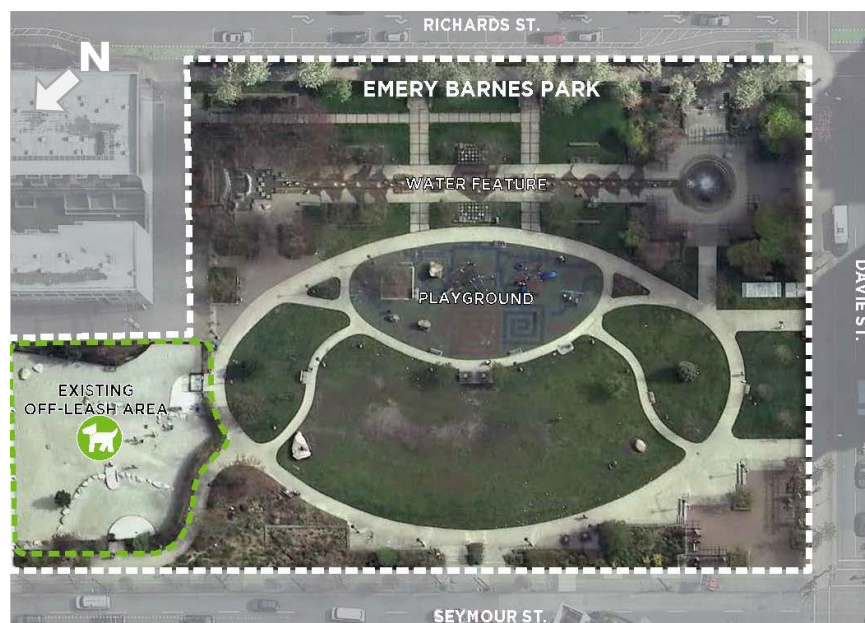 RICHARDS ST.
N
EMERY BARNES PARK
WATER FEATURE
PLAYGROUND
DAVIE ST.
EXISTING
OFF-LEASH AREA
SEYMOUR ST.